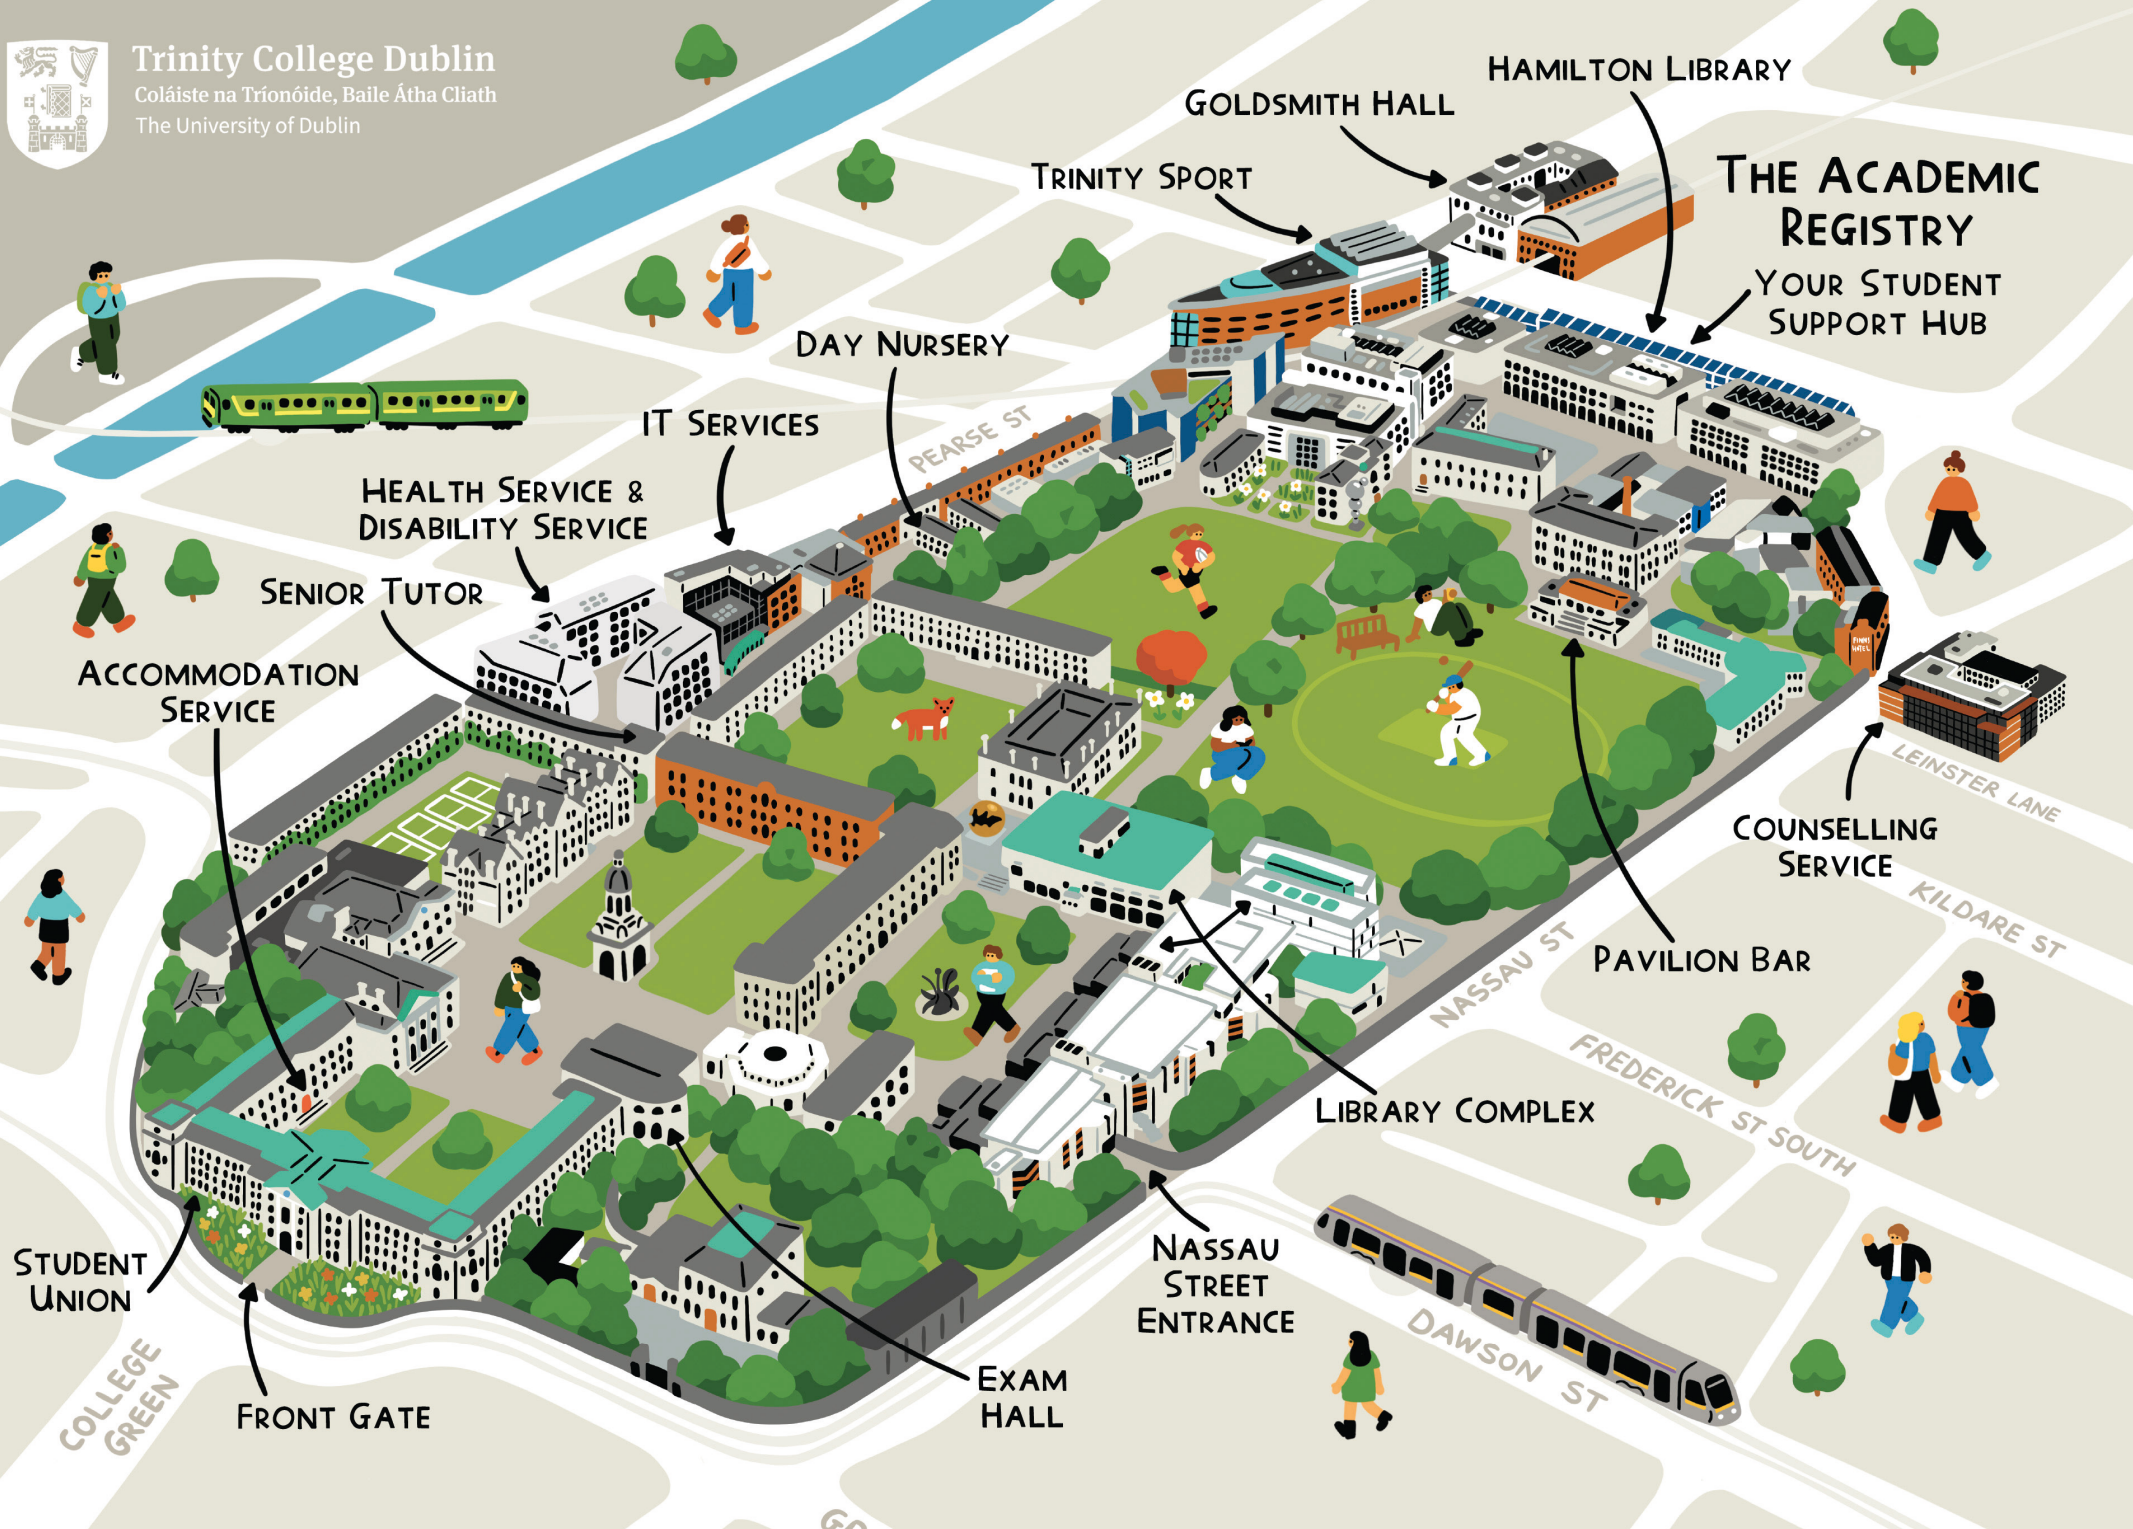 Trinity College Dublin
Coláiste na Tríonóide, Baile Átha Cliath
The University of Dublin
HAMILTON LIBRARY
GOLDSMITH HALL
TRINITY SPORT
THE ACADEMIC
REGISTRY
YOUR STUDENT
SUPPORT HUB
DAY NURSERY
IT SERVICES
PEARSE ST
HEALTH SERVICE &
DISABILITY SERVICE
SENIOR TUTOR
ACCOMMODATION
SERVICE
FINNS
HOTEL
LEINSTER LANE
COUNSELLING
SERVICE
KILDARE ST
PAVILION BAR
NASSAU ST
FREDERICK ST SOUTH
LIBRARY COMPLEX
STUDENT
UNION
NASSAU
STREET
ENTRANCE
DAWSON ST
COLLEGE
GREEN
FRONT GATE
EXAM
HALL